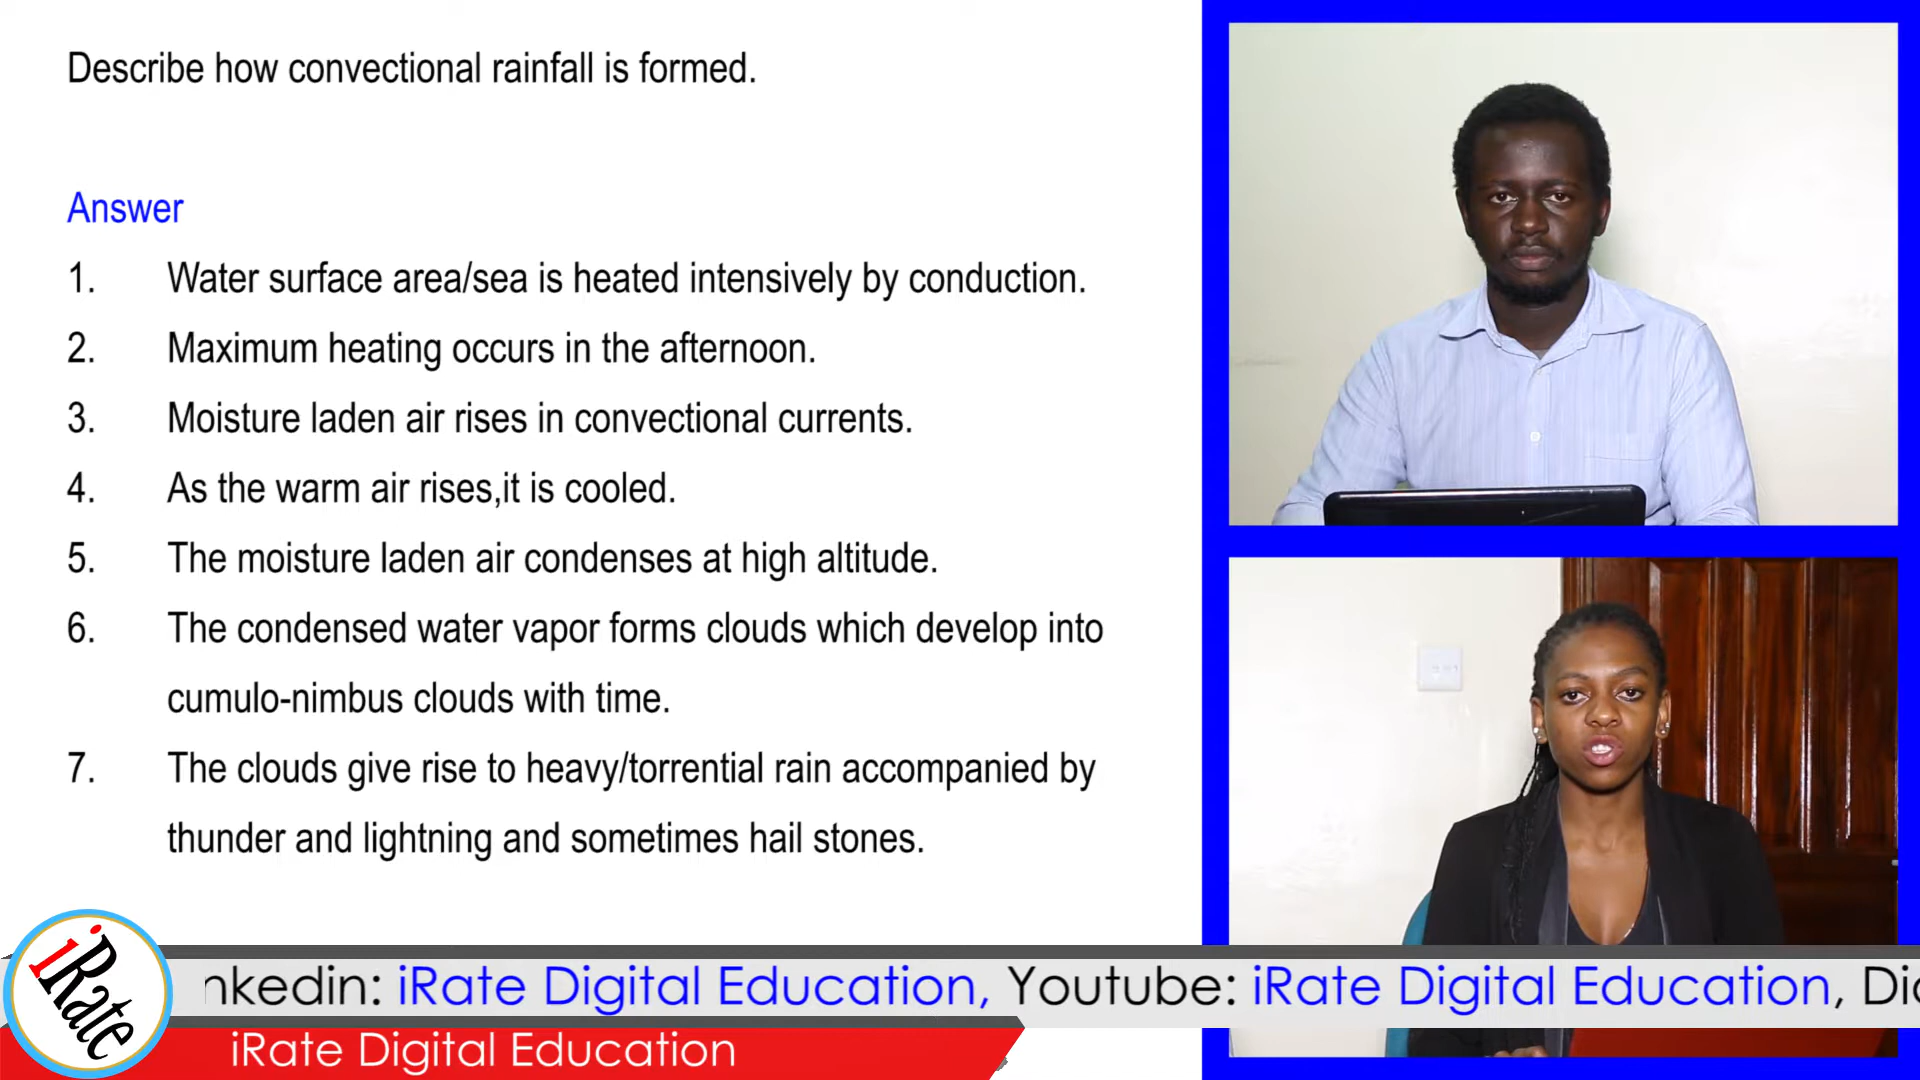 Describe how convectional rainfall is formed.
Answer
1. Water surface area/sea is heated intensively by conduction.
2. Maximum heating occurs in the afternoon.
3. Moisture laden air rises in convectional currents.
4. As the warm air rises,it is cooled.
5. The moisture laden air condenses at high altitude.
6. The condensed water vapor forms clouds which develop into
cumulo-nimbus clouds with time.
7. The clouds give rise to heavy/torrential rain accompanied by
thunder and lightning and sometimes hail stones.
iRate
nkedin: iRate Digital Education, Youtube: iRate Digital Education,
iRate Digital Education